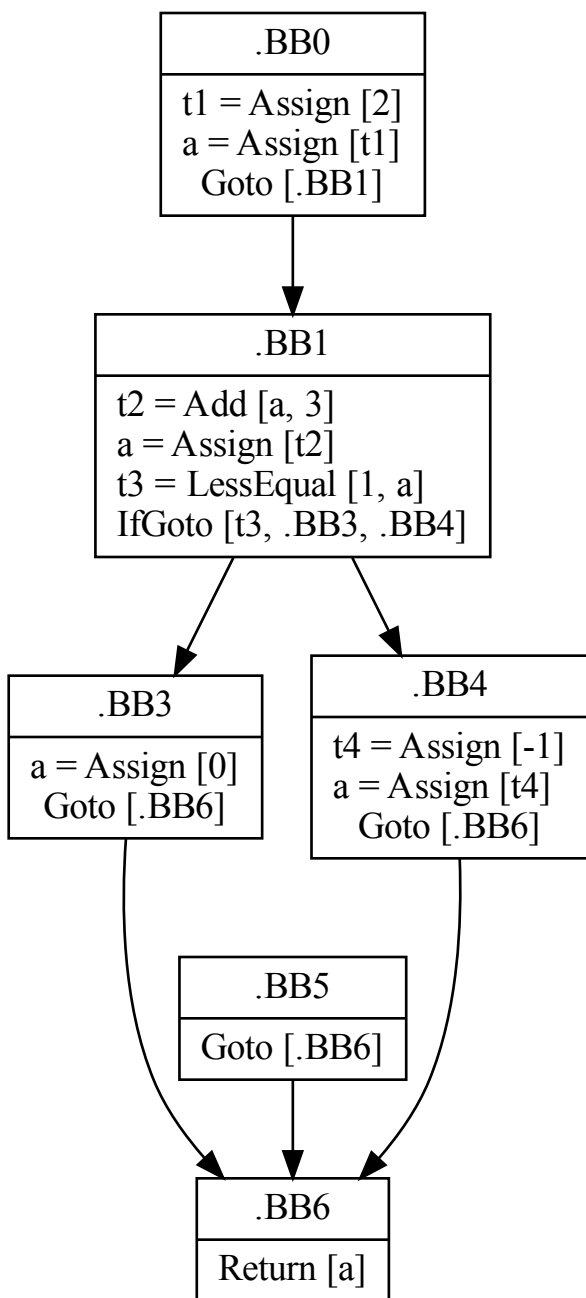 .BB0
t1 = Assign [2]
a = Assign [t1]
Goto [.BB1]
.BB1
t2 = Add [a, 3]
a = Assign [t2]
t3 = LessEqual [1, a]
IfGoto [t3, .BB3, .BB4]
.BB3
a = Assign [0]
Goto [.BB6]
.BB4
t4 = Assign [-1]
a = Assign [t4]
Goto [.BB6]
.BB5
Goto [.BB6]
.BB6
Return [a]